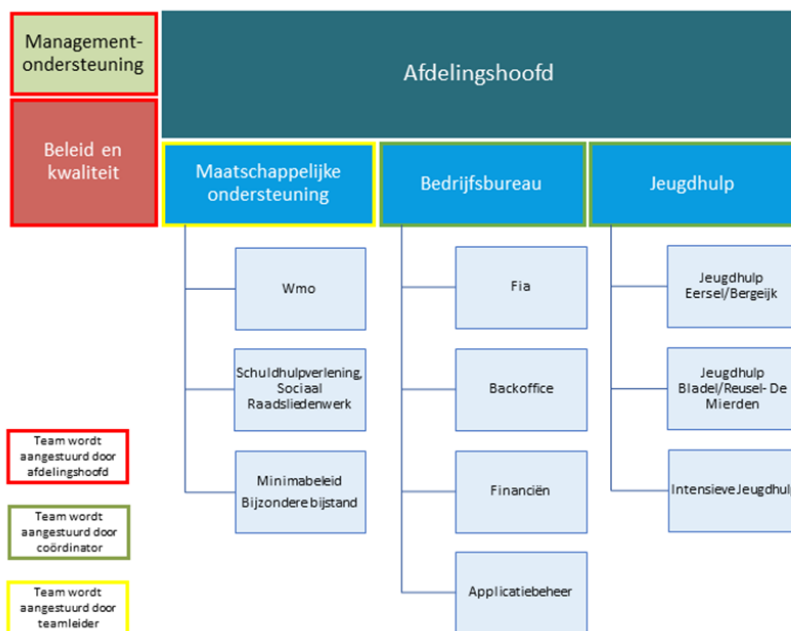 Management-
ondersteuning
Afdelingshoofd
Beleid en
kwaliteit
Maatschappelijke
ondersteuning
Bedrijfsbureau
Jeugdhulp
Wmo
Fia
Jeugdhulp
Eersel/Bergeijk
Schuldhulpverlening,
Sociaal
Raadsliedenwerk
Backoffice
Jeugdhulp
Bladel/Reusel- De
Mierden
Minimabeleid
Bijzondere bijstand
Financiën
Intensieve Jeugdhulp
Applicatiebeheer
Team wordt
aangestuurd door
afdelingshoofd
Team wordt
aangestuurd door
coördinator
Team wordt
aangestuurd door
teamleider